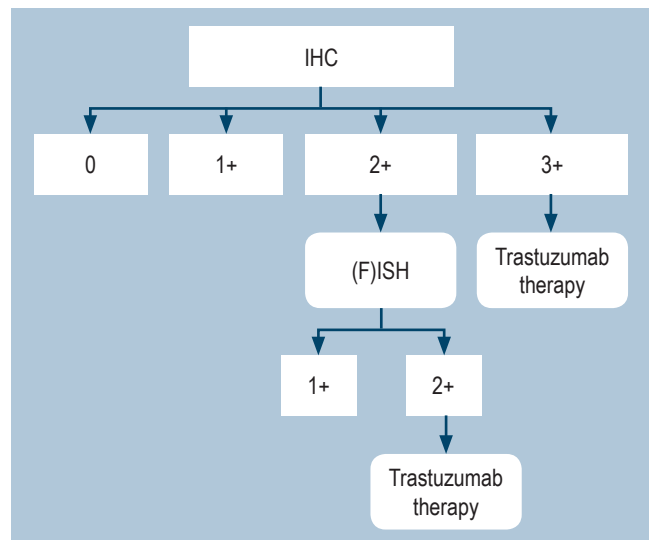 IHC
0
1+
2+
3+
(F)ISH
Trastuzumab
therapy
1+
2+
Trastuzumab
therapy